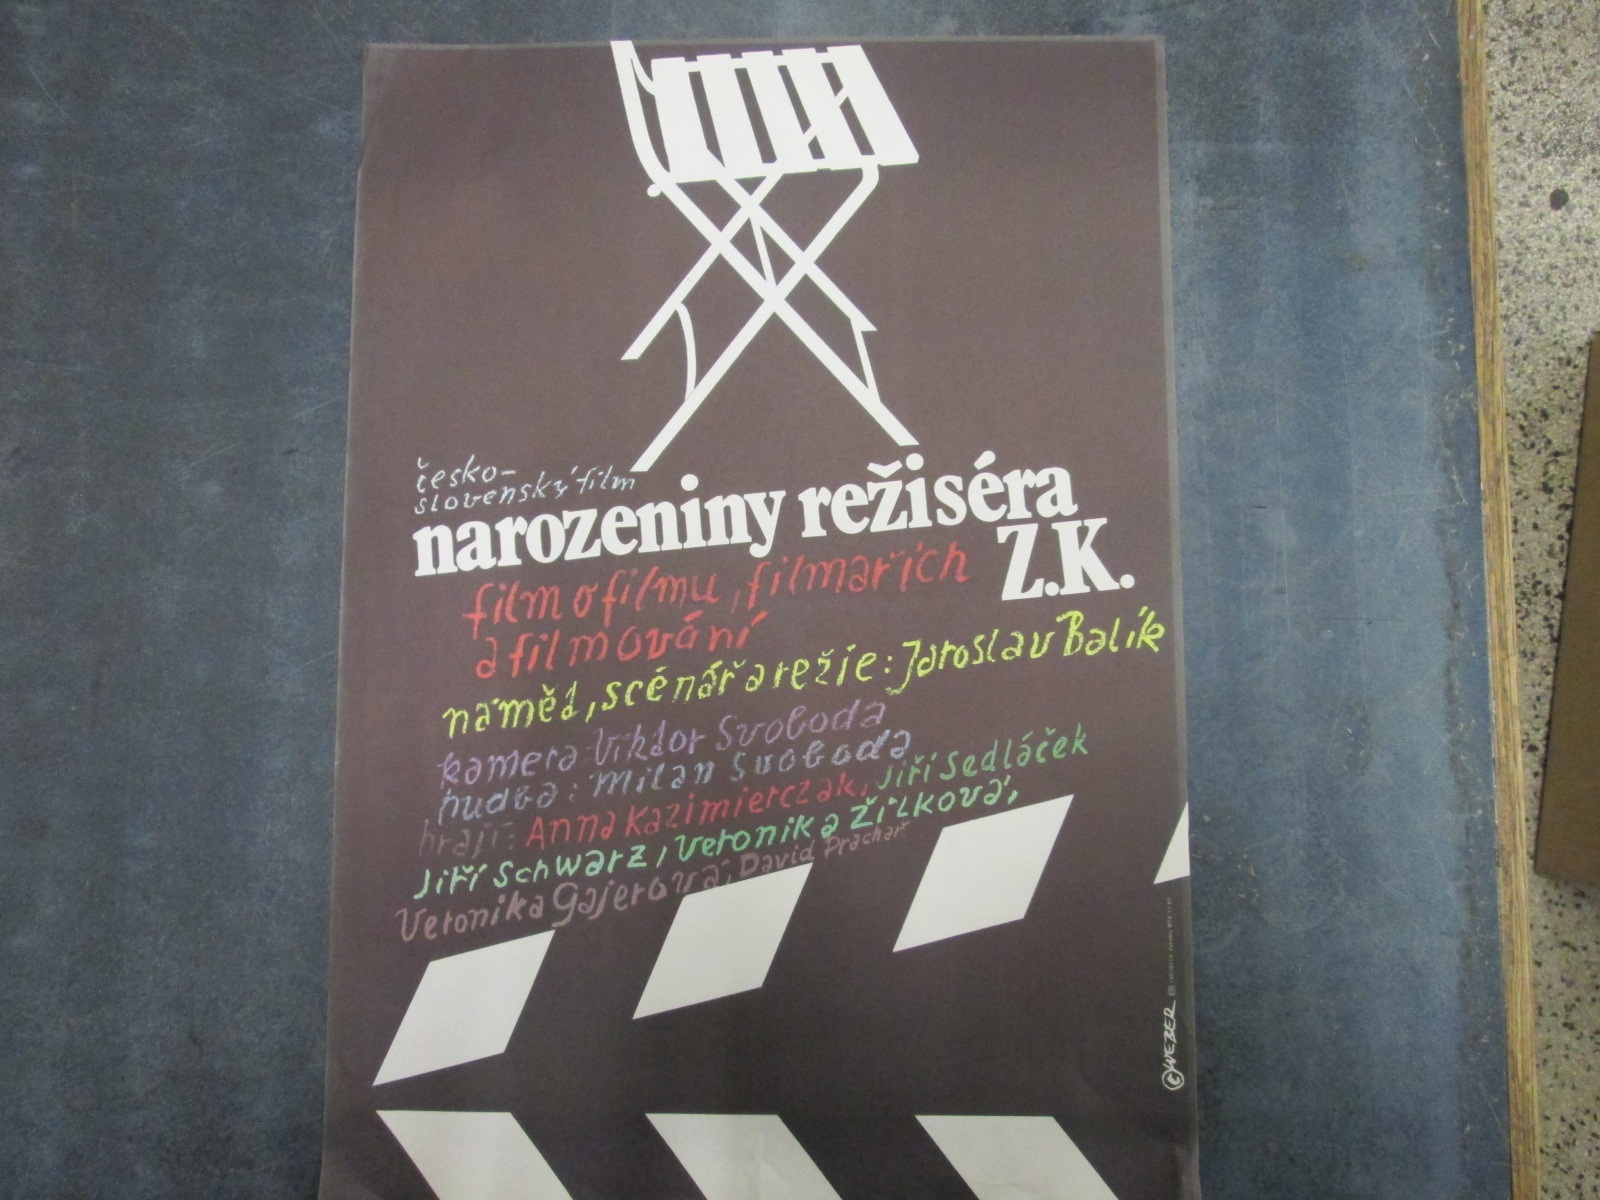 česko-
slovenský film
narozeniny režiséra
Z.K.
film o filmu, filmařích
a filmování
námět, scénář a režie: Jaroslav Balík
kamera Viktor Svoboda
hudba: Milan Svoboda
hrají: Anna Kazimierczak, Jiří Sedláček
Jiří Schwarz, Veronika Žilková,
Veronika Gajerová, David Prachař
© WEBER